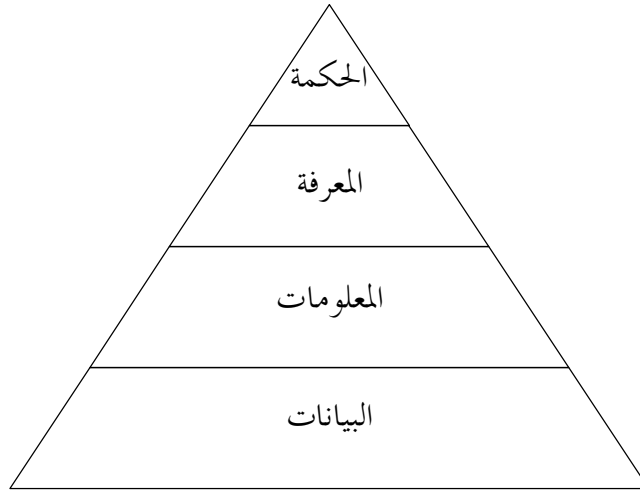 الحكمة
المعرفة
المعلومات
البيانات